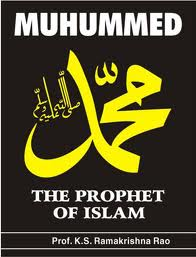 MUHUMMED
محمد
صلى الله عليه وسلم
THE PROPHET
OF ISLAM
Prof. K.S. Ramakrishna Rao